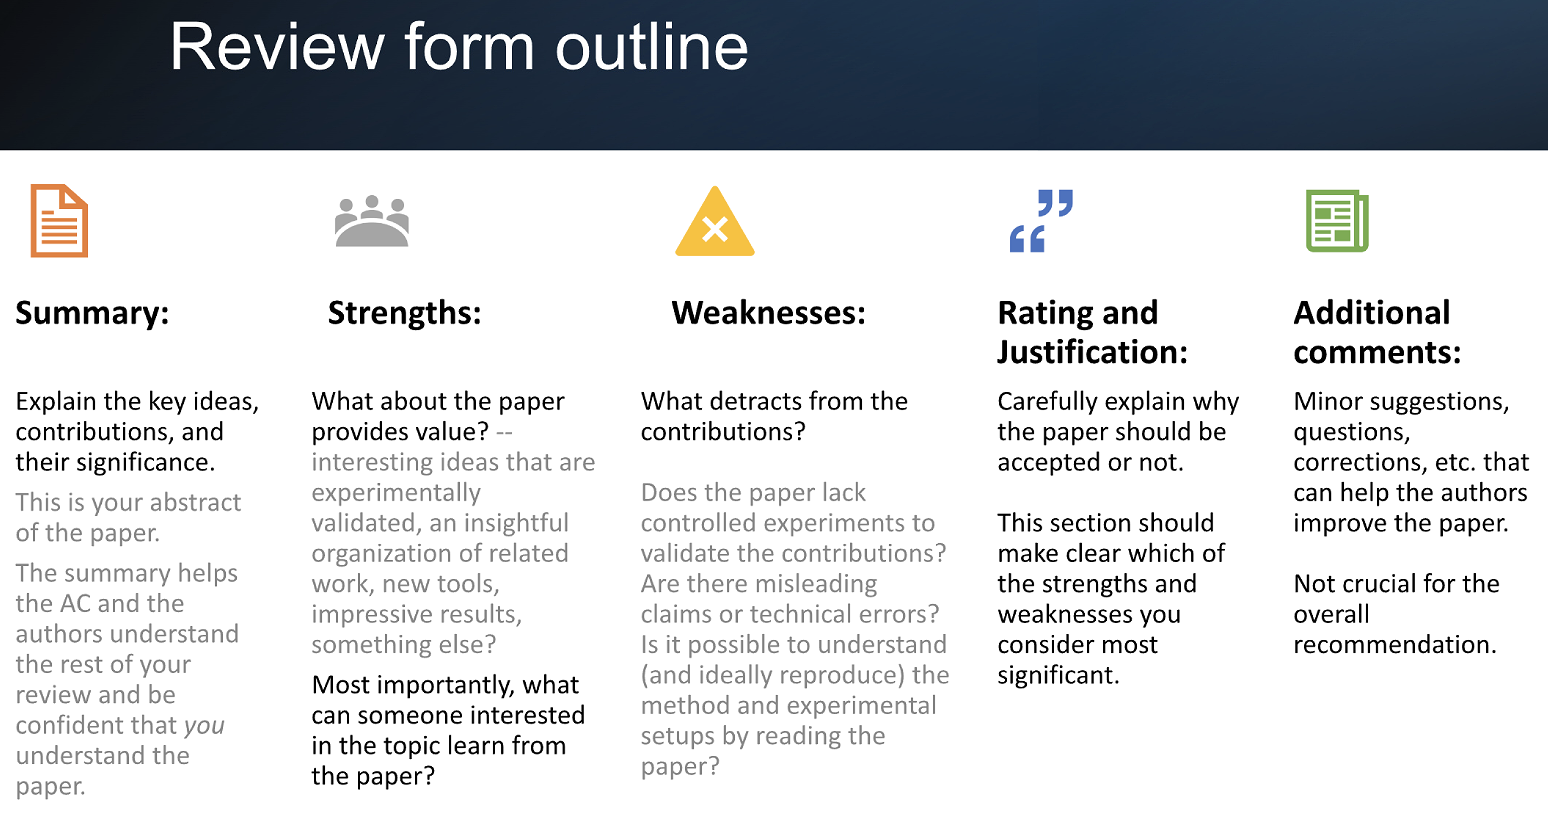 Review form outline
Summary:
Explain the key ideas,
contributions, and
their significance.
This is your abstract
of the paper.
The summary helps
the AC and the
authors understand
the rest of your
review and be
confident that you
understand the
paper.
Strengths:
What about the paper
provides value? --
interesting ideas that are
experimentally
validated, an insightful
organization of related
work, new tools,
impressive results,
something else?
Most importantly, what
can someone interested
in the topic learn from
the paper?
Weaknesses:
What detracts from the
contributions?
Does the paper lack
controlled experiments to
validate the contributions?
Are there misleading
claims or technical errors?
Is it possible to understand
(and ideally reproduce) the
method and experimental
setups by reading the
paper?
Rating and
Justification:
Carefully explain why
the paper should be
accepted or not.
This section should
make clear which of
the strengths and
weaknesses you
consider most
significant.
Additional
comments:
Minor suggestions,
questions,
corrections, etc. that
can help the authors
improve the paper.
Not crucial for the
overall
recommendation.